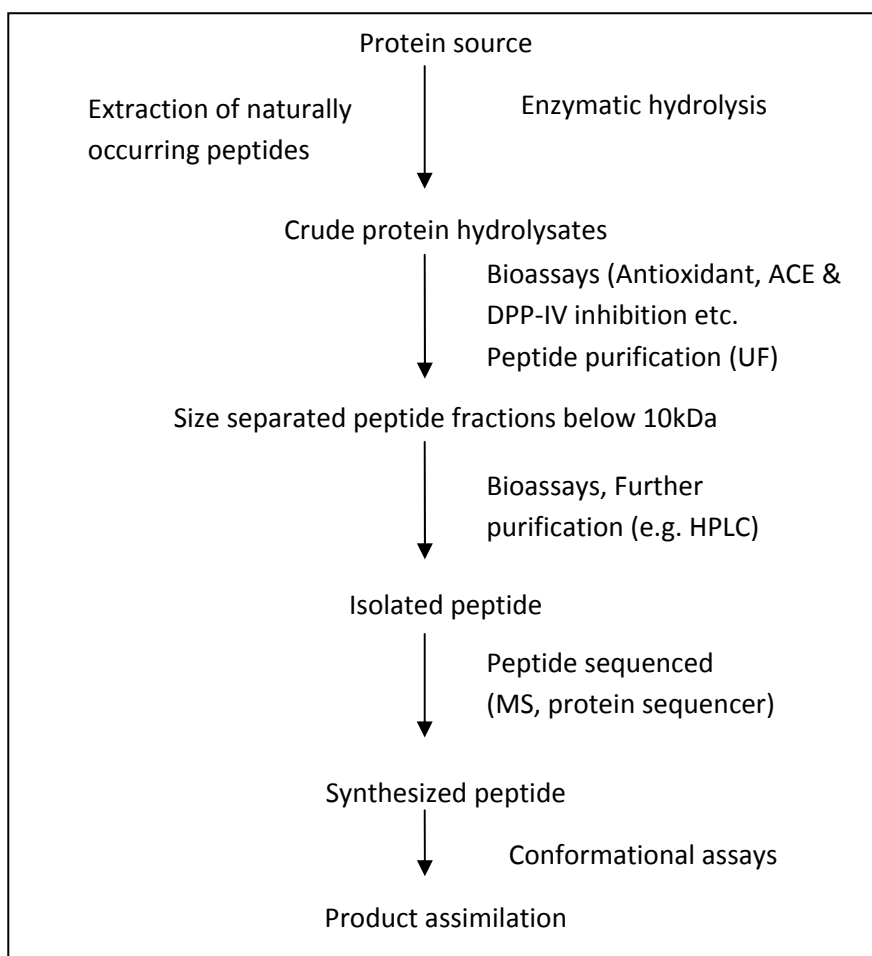 Protein source
Extraction of naturally
occurring peptides
Enzymatic hydrolysis
Crude protein hydrolysates
Bioassays (Antioxidant, ACE &
DPP-IV inhibition etc.
Peptide purification (UF)
Size separated peptide fractions below 10kDa
Bioassays, Further
purification (e.g. HPLC)
Isolated peptide
Peptide sequenced
(MS, protein sequencer)
Synthesized peptide
Conformational assays
Product assimilation